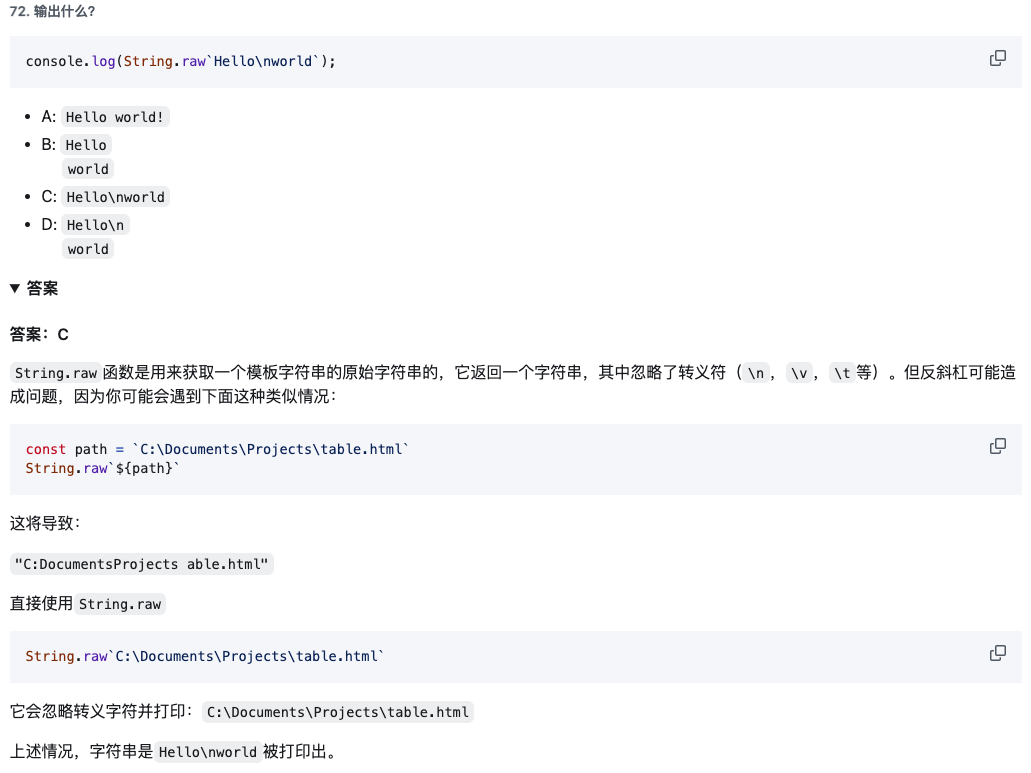 72. 输出什么?
console.log(String.raw`Hello\nworld`);
A: Hello world!
B: Hello
world
C: Hello\nworld
D: Hello\n
world
▼ 答案
答案：C
String.raw 函数是用来获取一个模板字符串的原始字符串的，它返回一个字符串，其中忽略了转义符（ \n， \v， \t 等）。但反斜杠可能造
成问题，因为你可能会遇到下面这种类似情况：
const path = `C:\Documents\Projects\table.html`
String.raw`${path}`
这将导致：
"C:DocumentsProjects able.html"
直接使用 String.raw
String.raw`C:\Documents\Projects\table.html`
它会忽略转义字符并打印： C:\Documents\Projects\table.html
上述情况，字符串是 Hello\nworld 被打印出。